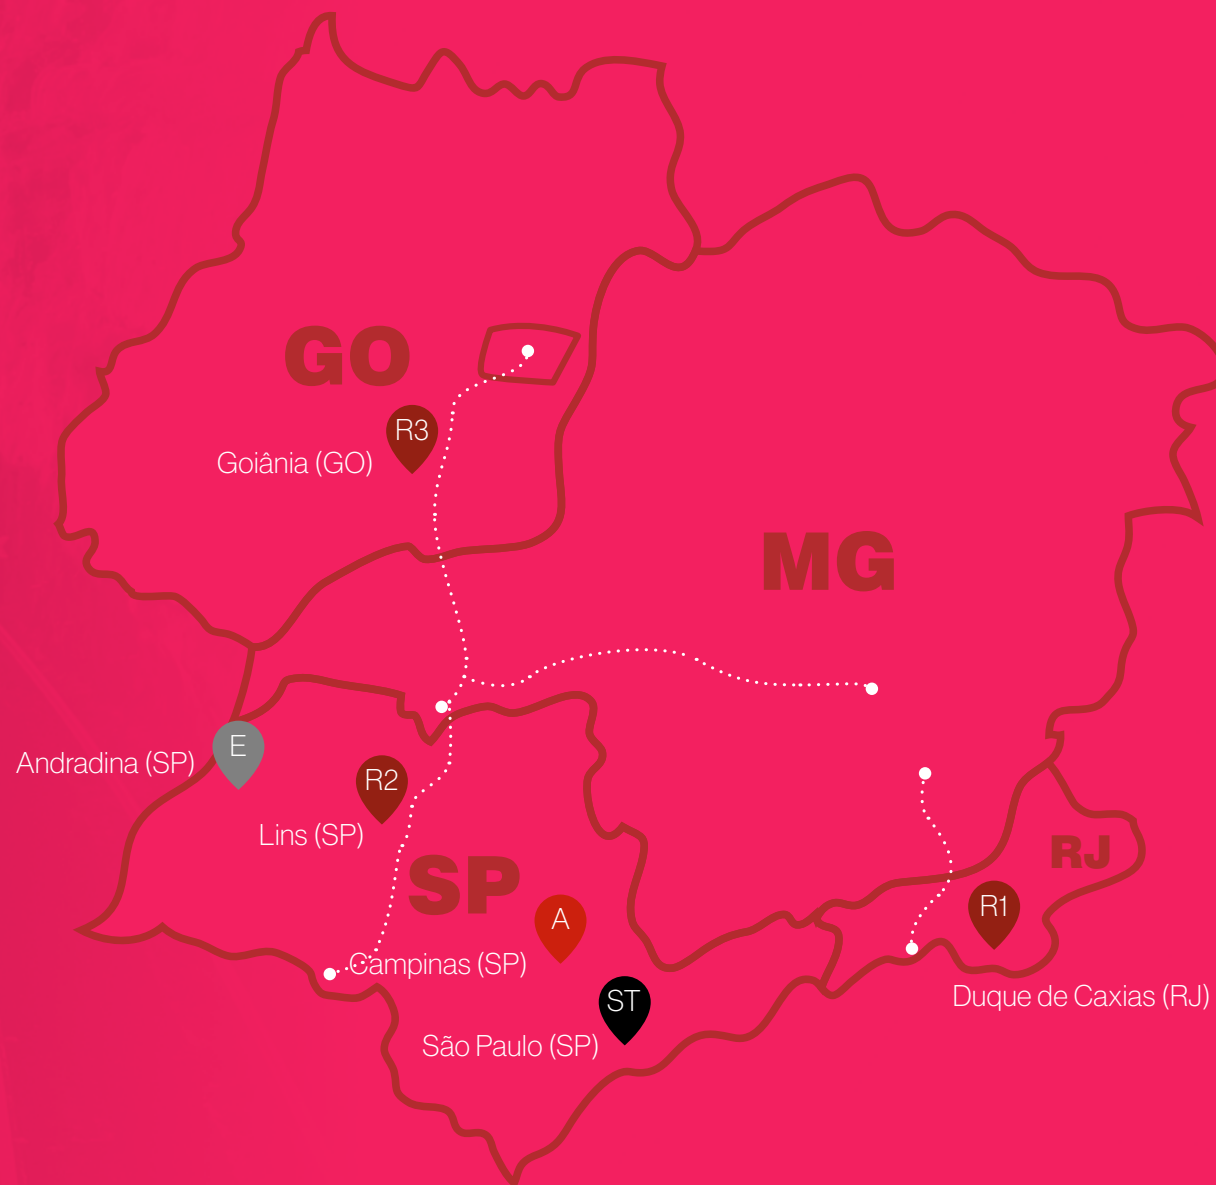 GO
R3
Goiânia (GO)
MG
E
Andradina (SP)
R2
Lins (SP)
RJ
SP
R1
A
Campinas (SP)
Duque de Caxias (RJ)
ST
São Paulo (SP)